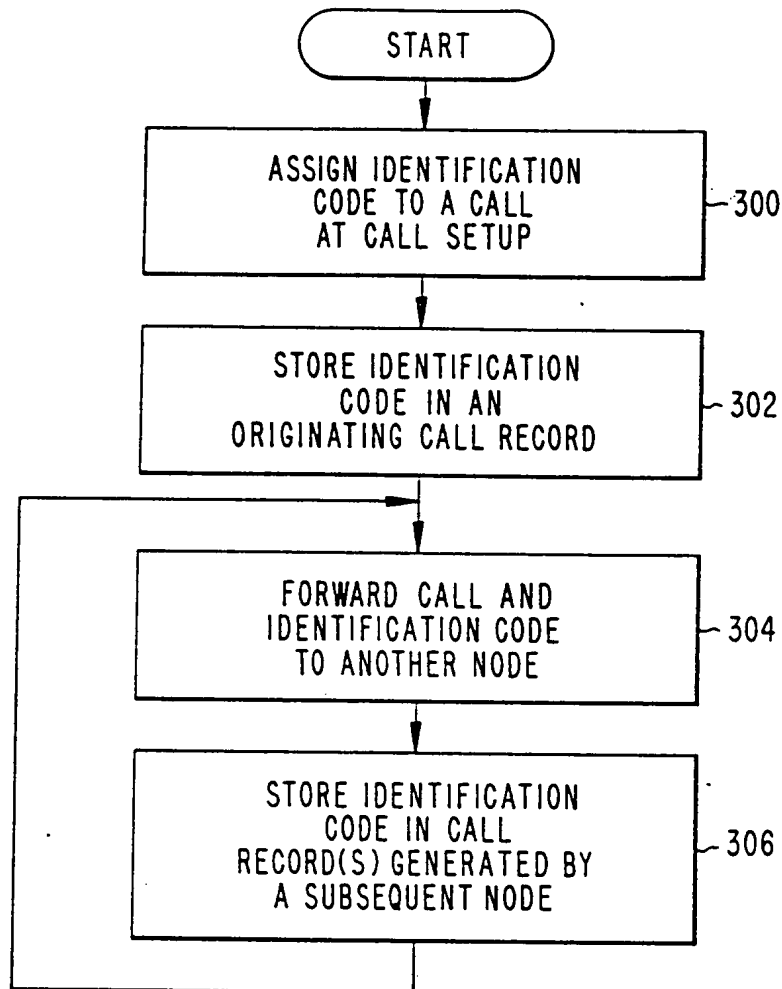 START
ASSIGN IDENTIFICATION
CODE TO A CALL
AT CALL SETUP
300
STORE IDENTIFICATION
CODE IN AN
ORIGINATING CALL RECORD
302
FORWARD CALL AND
IDENTIFICATION CODE
TO ANOTHER NODE
304
STORE IDENTIFICATION
CODE IN CALL
RECORD(S) GENERATED BY
A SUBSEQUENT NODE
306